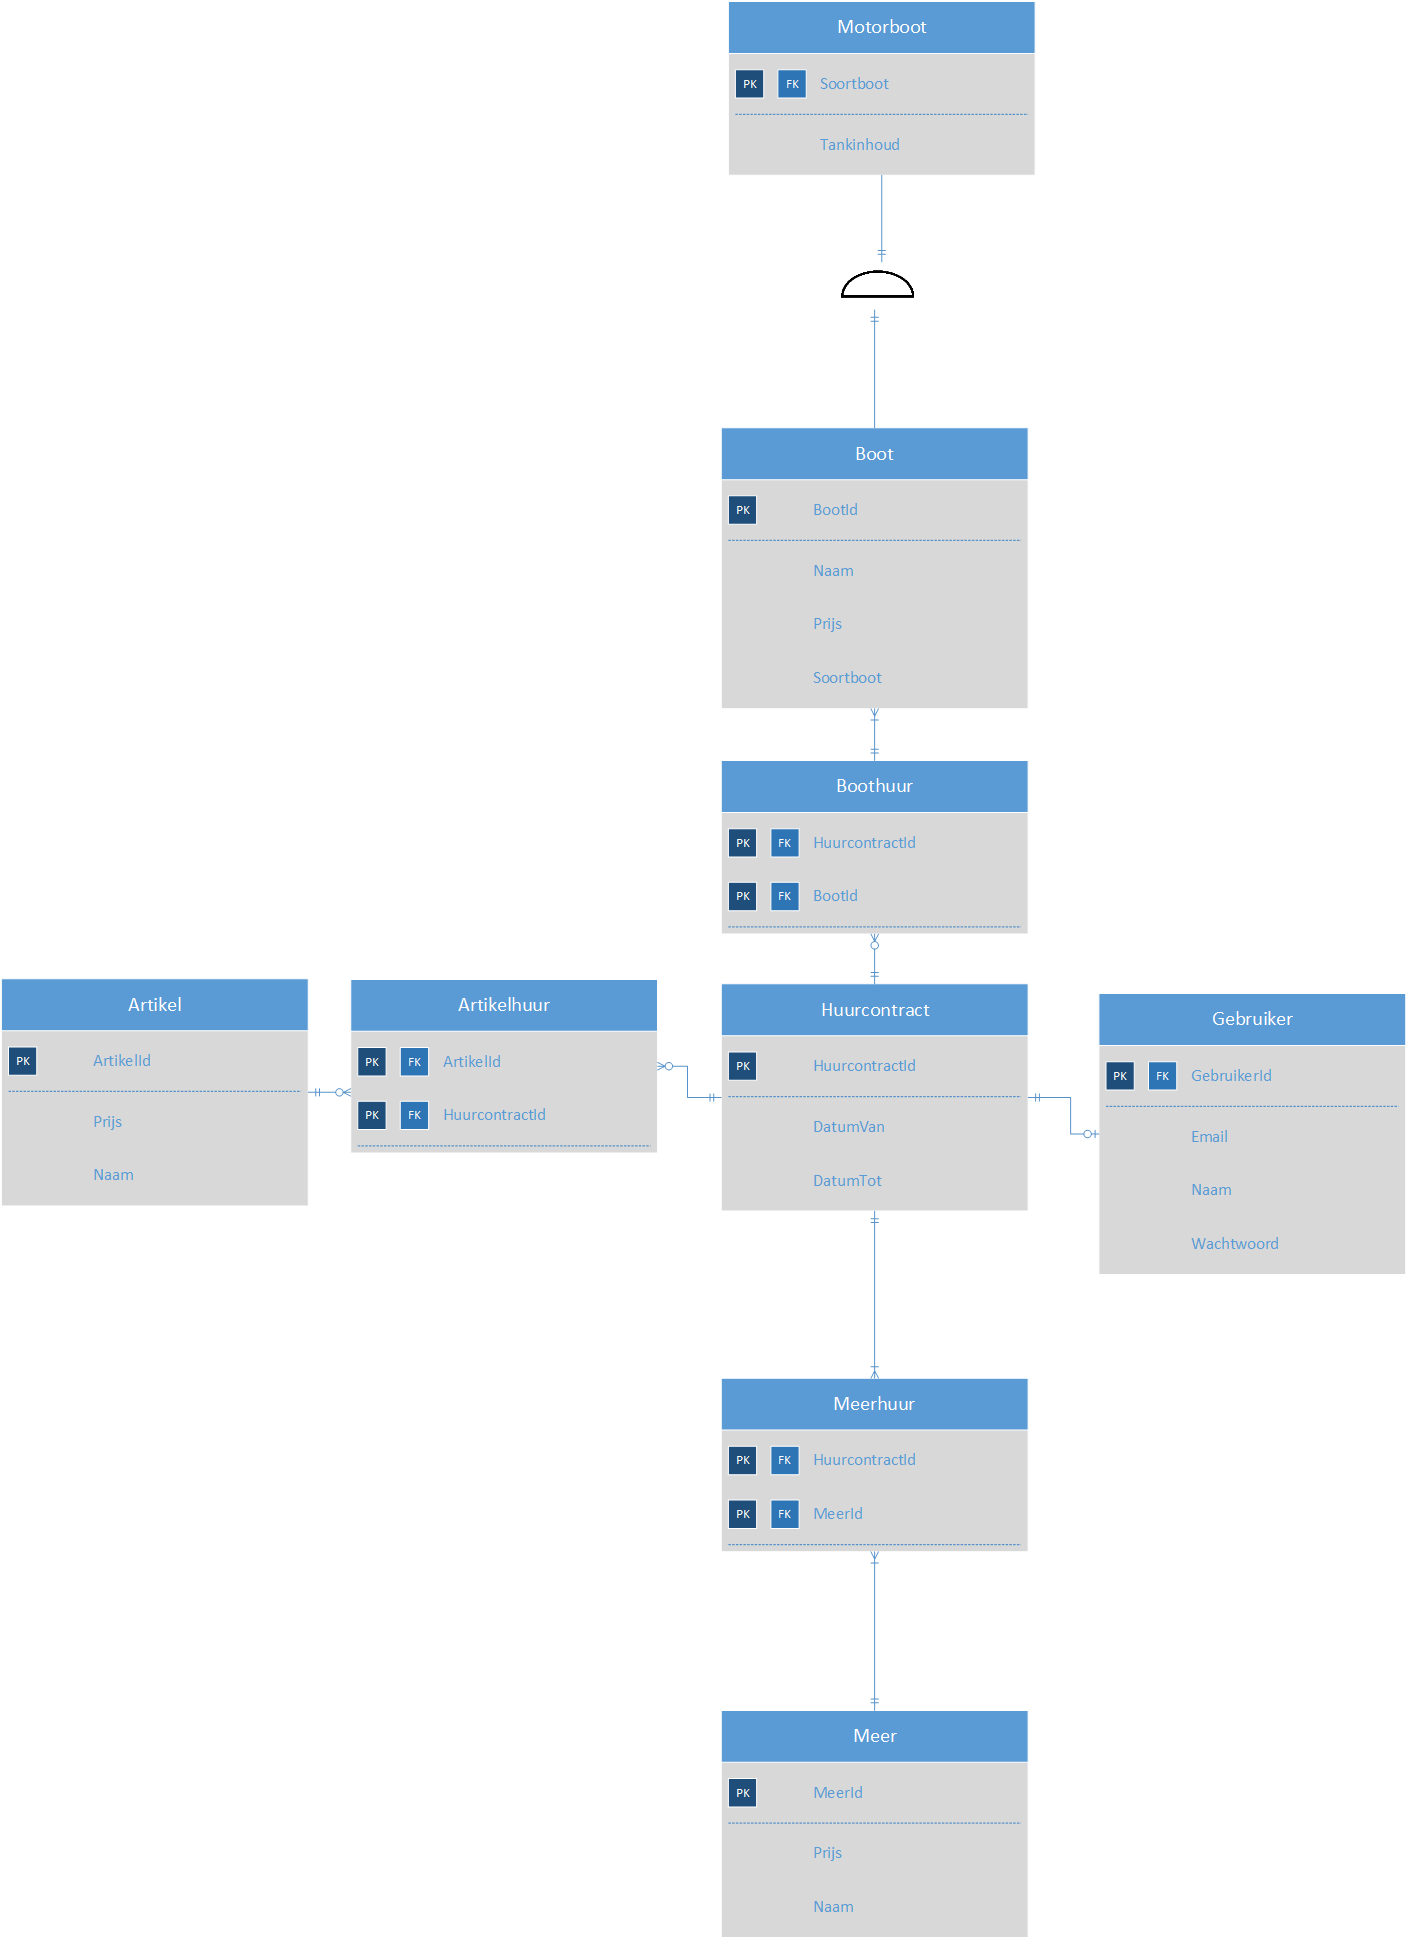 Motorboot
PK FK Soortboot
Tankinhoud
Boot
PK BootId
Naam
Prijs
Soortboot
Boothuur
PK FK HuurcontractId
PK FK BootId
Artikel
PK ArtikelId
Prijs
Naam
Artikelhuur
PK FK ArtikelId
PK FK HuurcontractId
Huurcontract
PK HuurcontractId
DatumVan
DatumTot
Gebruiker
PK FK GebruikerId
Email
Naam
Wachtwoord
Meerhuur
PK FK HuurcontractId
PK FK MeerId
Meer
PK MeerId
Prijs
Naam